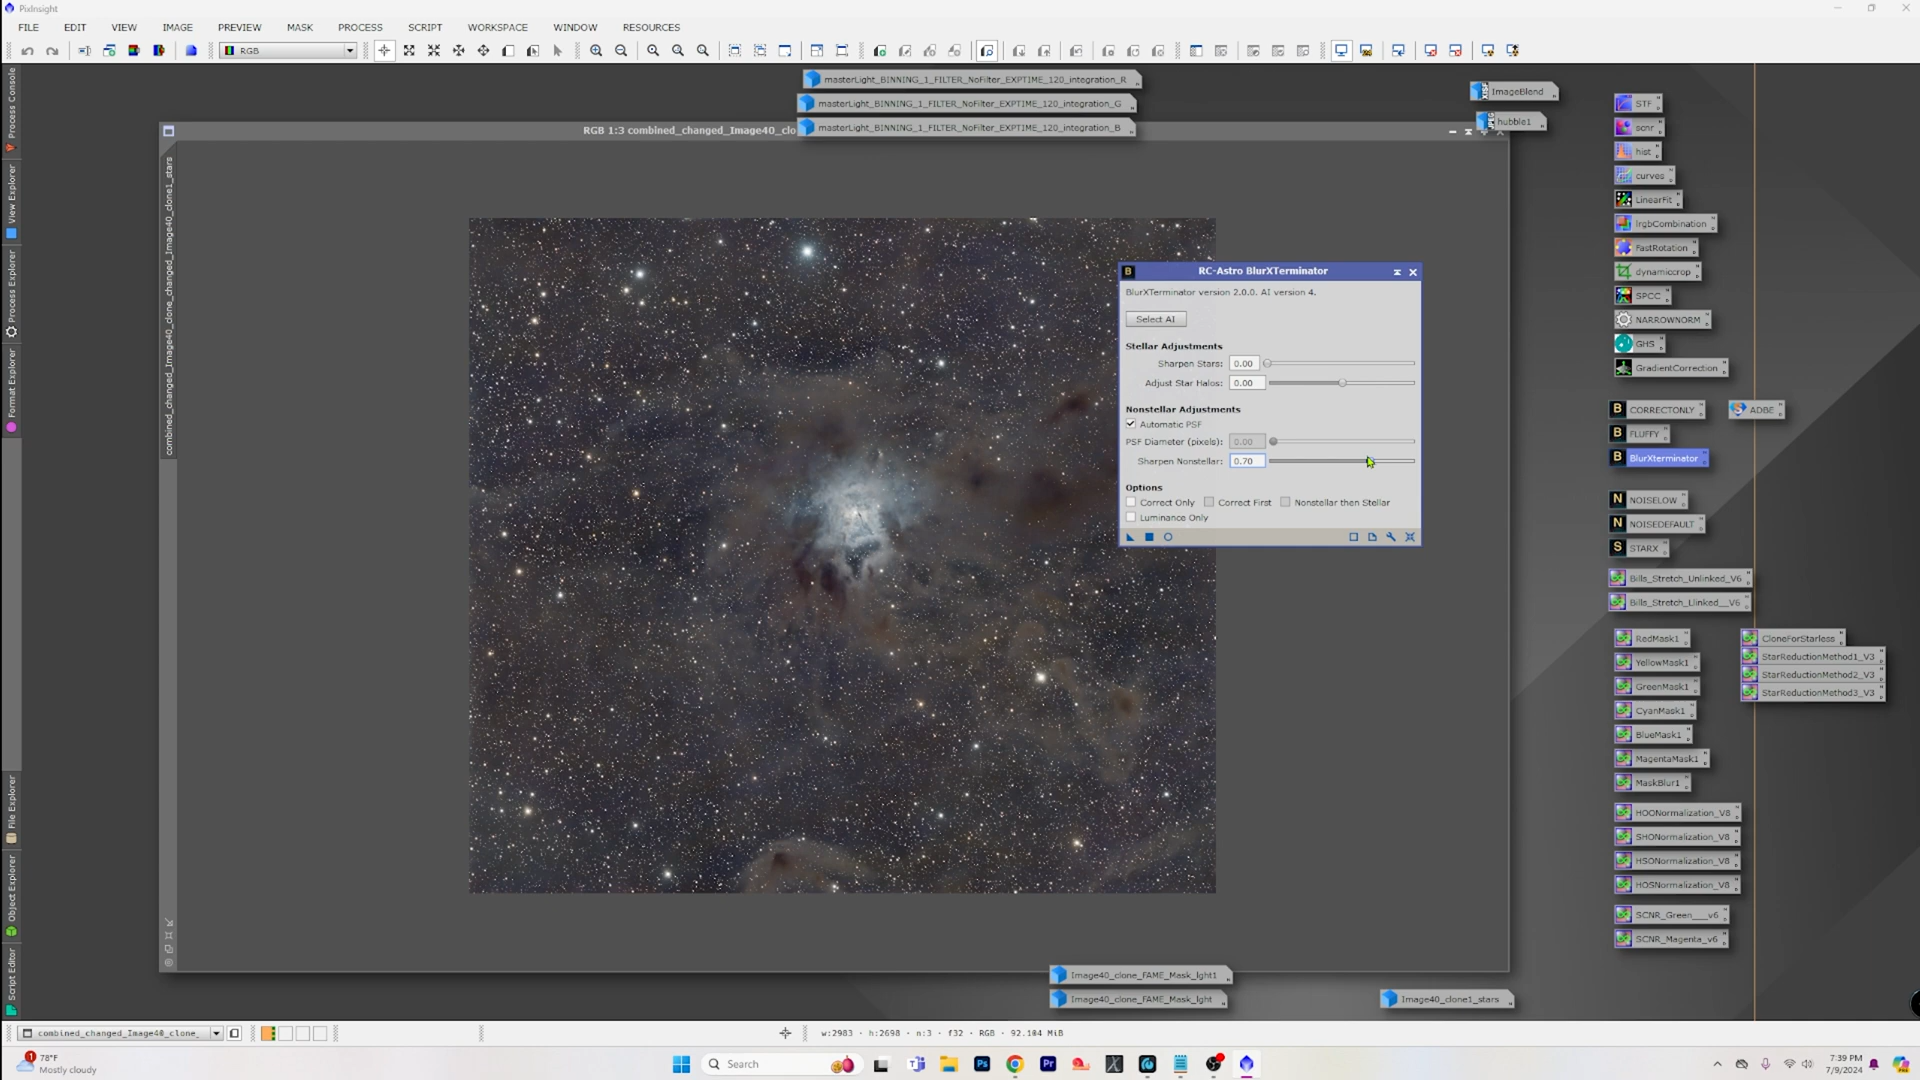 PixInsight
FILE EDIT VIEW IMAGE PROCESS PREVIEW MASK PROCESS SCRIPT WORKSPACE WINDOW RESOURCES
RGB
Process Console
View Explorer
Process Explorer
Format Explorer
File Explorer
Object Explorer
Script Editor
masterLight_BINNING_1_FILTER_NoFilter_EXPTIME_120_integration_R
masterLight_BINNING_1_FILTER_NoFilter_EXPTIME_120_integration_G
masterLight_BINNING_1_FILTER_NoFilter_EXPTIME_120_integration_B
RGB 1:3 combined_changed_Image40_clo
combined_changed_Image40_clone_changed_Image40_clone1_stars
ImageBlend
hubble1
RC-Astro BlurXTerminator
BlurXTerminator version 2.0.0. AI version 4.
Select AI
Stellar Adjustments
Sharpen Stars: 0.00
Adjust Star Halos: 0.00
Nonstellar Adjustments
Automatic PSF
PSF Diameter (pixels): 0.00
Sharpen Nonstellar: 0.70
Options
Correct Only Correct First Nonstellar then Stellar
Luminance Only
STF
scnr
hist
curves
LinearFit
lrgbCombination
FastRotation
dynamiccrop
SPCC
NARROWNORM
GHS
GradientCorrection
CORRECTONLY ADBE
FLUFFY
BlurXterminator
NOISELOW
NOISEDEFAULT
STARX
Bills_Stretch_Unlinked_V6
Bills_Stretch_Llinked__V6
RedMask1 CloneForStarless
YellowMask1 StarReductionMethod1_V3
GreenMask1 StarReductionMethod2_V3
CyanMask1 StarReductionMethod3_V3
BlueMask1
MagentaMask1
MaskBlur1
HOONormalization_V8
SHONormalization_V8
HSONormalization_V8
HOSNormalization_V8
SCNR_Green___v6
SCNR_Magenta_v6
Image40_clone_FAME_Mask_lght1
Image40_clone_FAME_Mask_lght
Image40_clone1_stars
combined_changed_Image40_clone_
w:2983 · h:2698 · n:3 · f32 · RGB · 92.104 MiB
1
78°F
Mostly cloudy
Search
7:39 PM
7/9/2024